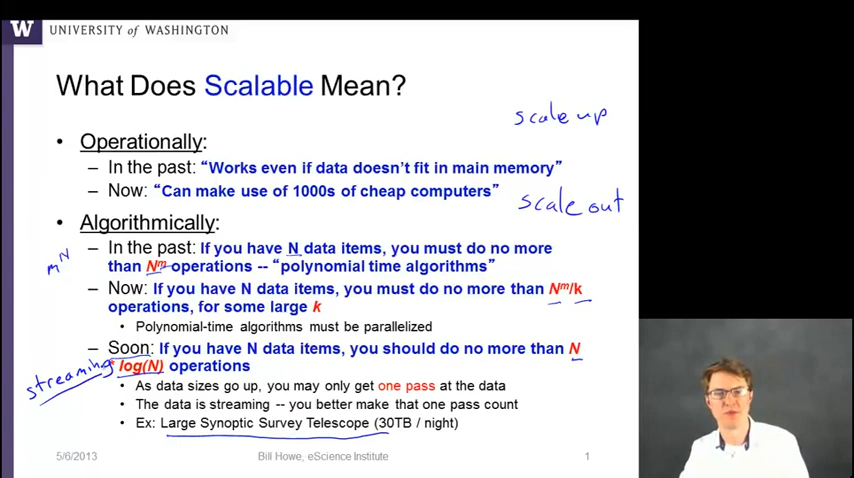 W UNIVERSITY of WASHINGTON
What Does Scalable Mean?
scale up
• Operationally:
– In the past: “Works even if data doesn’t fit in main memory”
– Now: “Can make use of 1000s of cheap computers”
scale out
• Algorithmically:
– In the past: If you have N data items, you must do no more
m^N
than N^m operations -- “polynomial time algorithms”
– Now: If you have N data items, you must do no more than N^m/k
operations, for some large k
• Polynomial-time algorithms must be parallelized
– Soon: If you have N data items, you should do no more than N
streaming
* log(N) operations
• As data sizes go up, you may only get one pass at the data
• The data is streaming -- you better make that one pass count
• Ex: Large Synoptic Survey Telescope (30TB / night)
5/6/2013 Bill Howe, eScience Institute 1